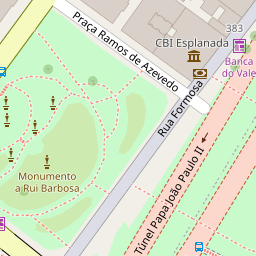 383
CBI Esplanada
Banca
do Vale
Praça Ramos de Azevedo
Rua Formosa
Túnel Papa João Paulo II
Monumento
a Rui Barbosa